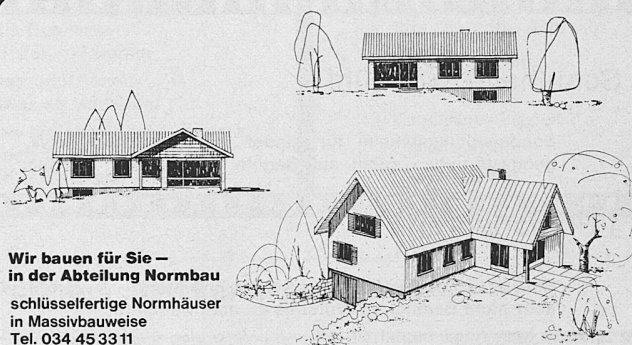 Wir bauen für Sie —
in der Abteilung Normbau
schlüsselfertige Normhäuser
in Massivbauweise
Tel. 034 45 33 11